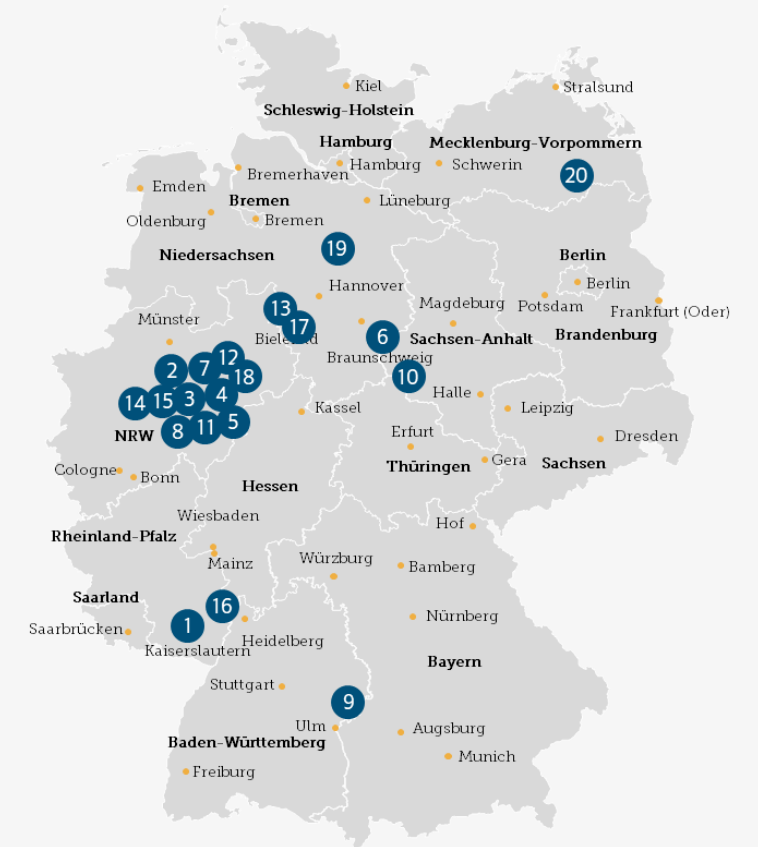 Kiel
Stralsund
Schleswig-Holstein
Hamburg
Mecklenburg-Vorpommern
Hamburg
Schwerin
Bremerhaven
20
Emden
Bremen
Lüneburg
Oldenburg
Bremen
19
Niedersachsen
Berlin
Hannover
Berlin
13
Magdeburg
Potsdam
Frankfurt (Oder)
Münster
17
Bielefeld
6
Sachsen-Anhalt
Brandenburg
12
Braunschweig
2
7
18
10
14
15
3
4
Halle
Kassel
Leipzig
8
11
5
NRW
Erfurt
Dresden
Cologne
Bonn
Thüringen
Gera
Sachsen
Hessen
Wiesbaden
Hof
Rheinland-Pfalz
Mainz
Würzburg
Bamberg
Saarland
16
1
Nürnberg
Saarbrücken
Heidelberg
Kaiserslautern
Bayern
Stuttgart
9
Ulm
Augsburg
Baden-Württemberg
Munich
Freiburg